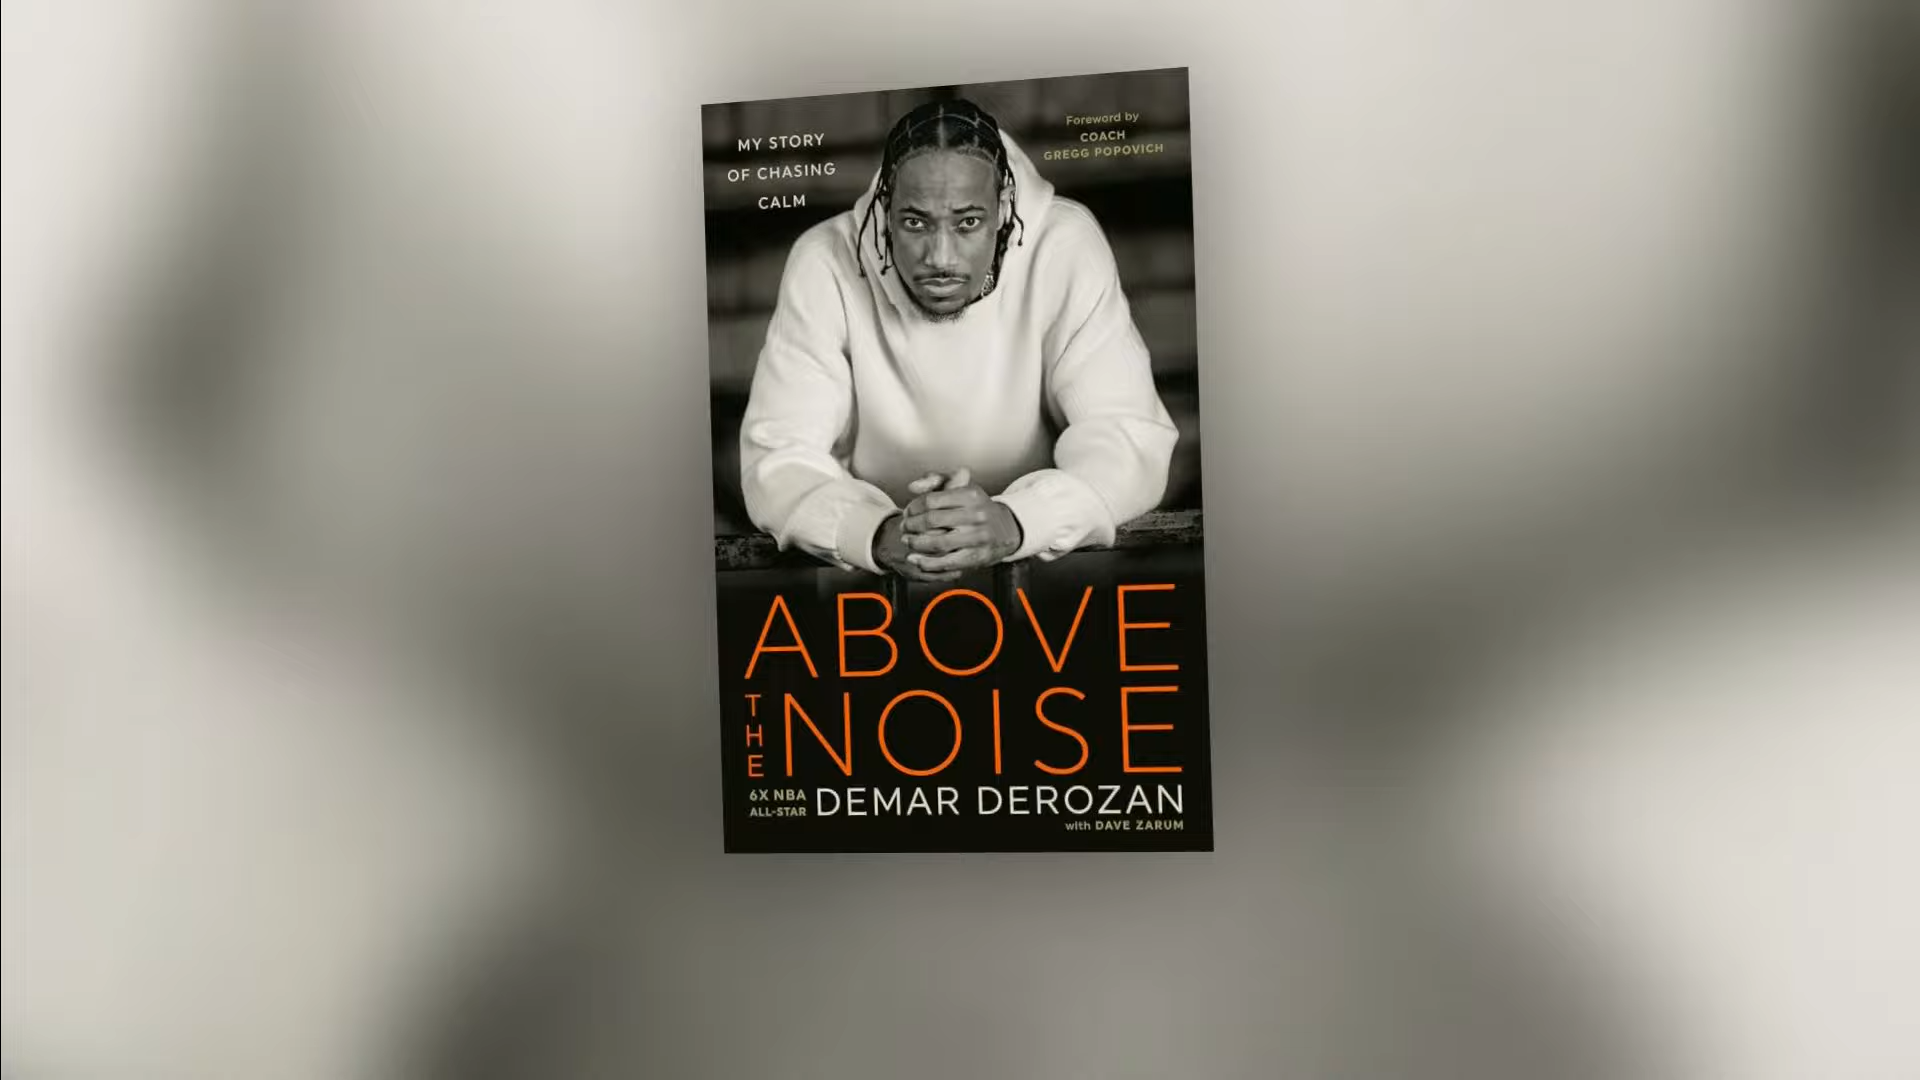 MY STORY
OF CHASING
CALM
Foreword by
COACH
GREGG POPOVICH
ABOVE
THE
NOISE
6X NBA
ALL-STAR
DEMAR DEROZAN
with DAVE ZARUM